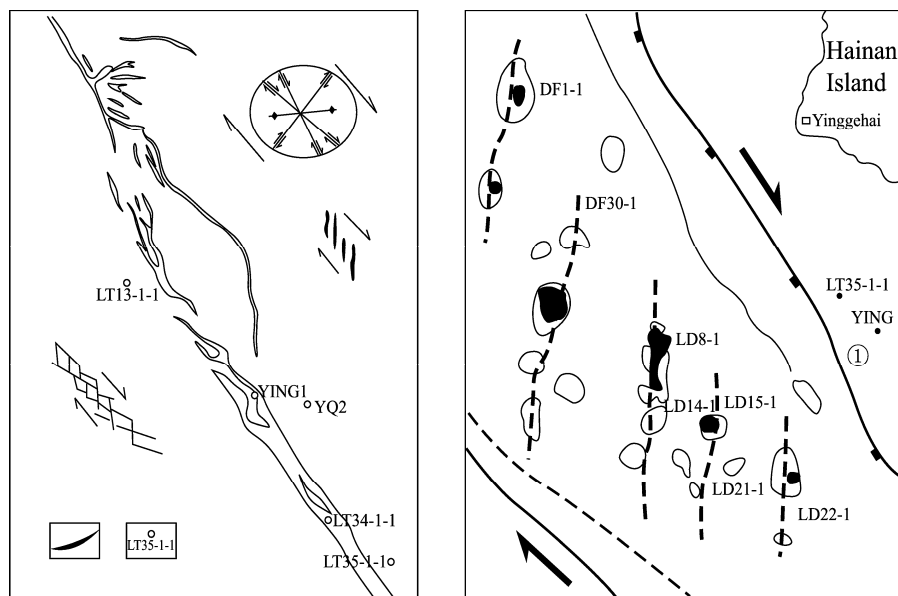 LT13-1-1
YING1
YQ2
LT34-1-1
LT35-1-1
LT35-1-1
Hainan
Island
Yinggehai
DF1-1
DF30-1
LT35-1-1
YING
①
LD8-1
LD14-1
LD15-1
LD21-1
LD22-1